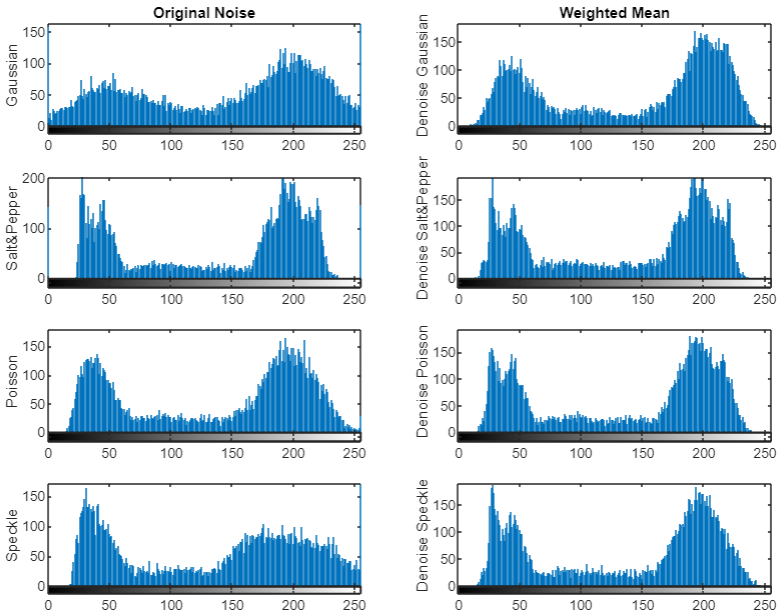 Original Noise
Weighted Mean
Gaussian
150
100
50
0
0 50 100 150 200 250
Denoise Gaussian
150
100
50
0
0 50 100 150 200 250
Salt&Pepper
200
100
0
0 50 100 150 200 250
Denoise Salt&Pepper
150
100
50
0
0 50 100 150 200 250
Poisson
150
100
50
0
0 50 100 150 200 250
Denoise Poisson
150
100
50
0
0 50 100 150 200 250
Speckle
150
100
50
0
0 50 100 150 200 250
Denoise Speckle
150
100
50
0
0 50 100 150 200 250